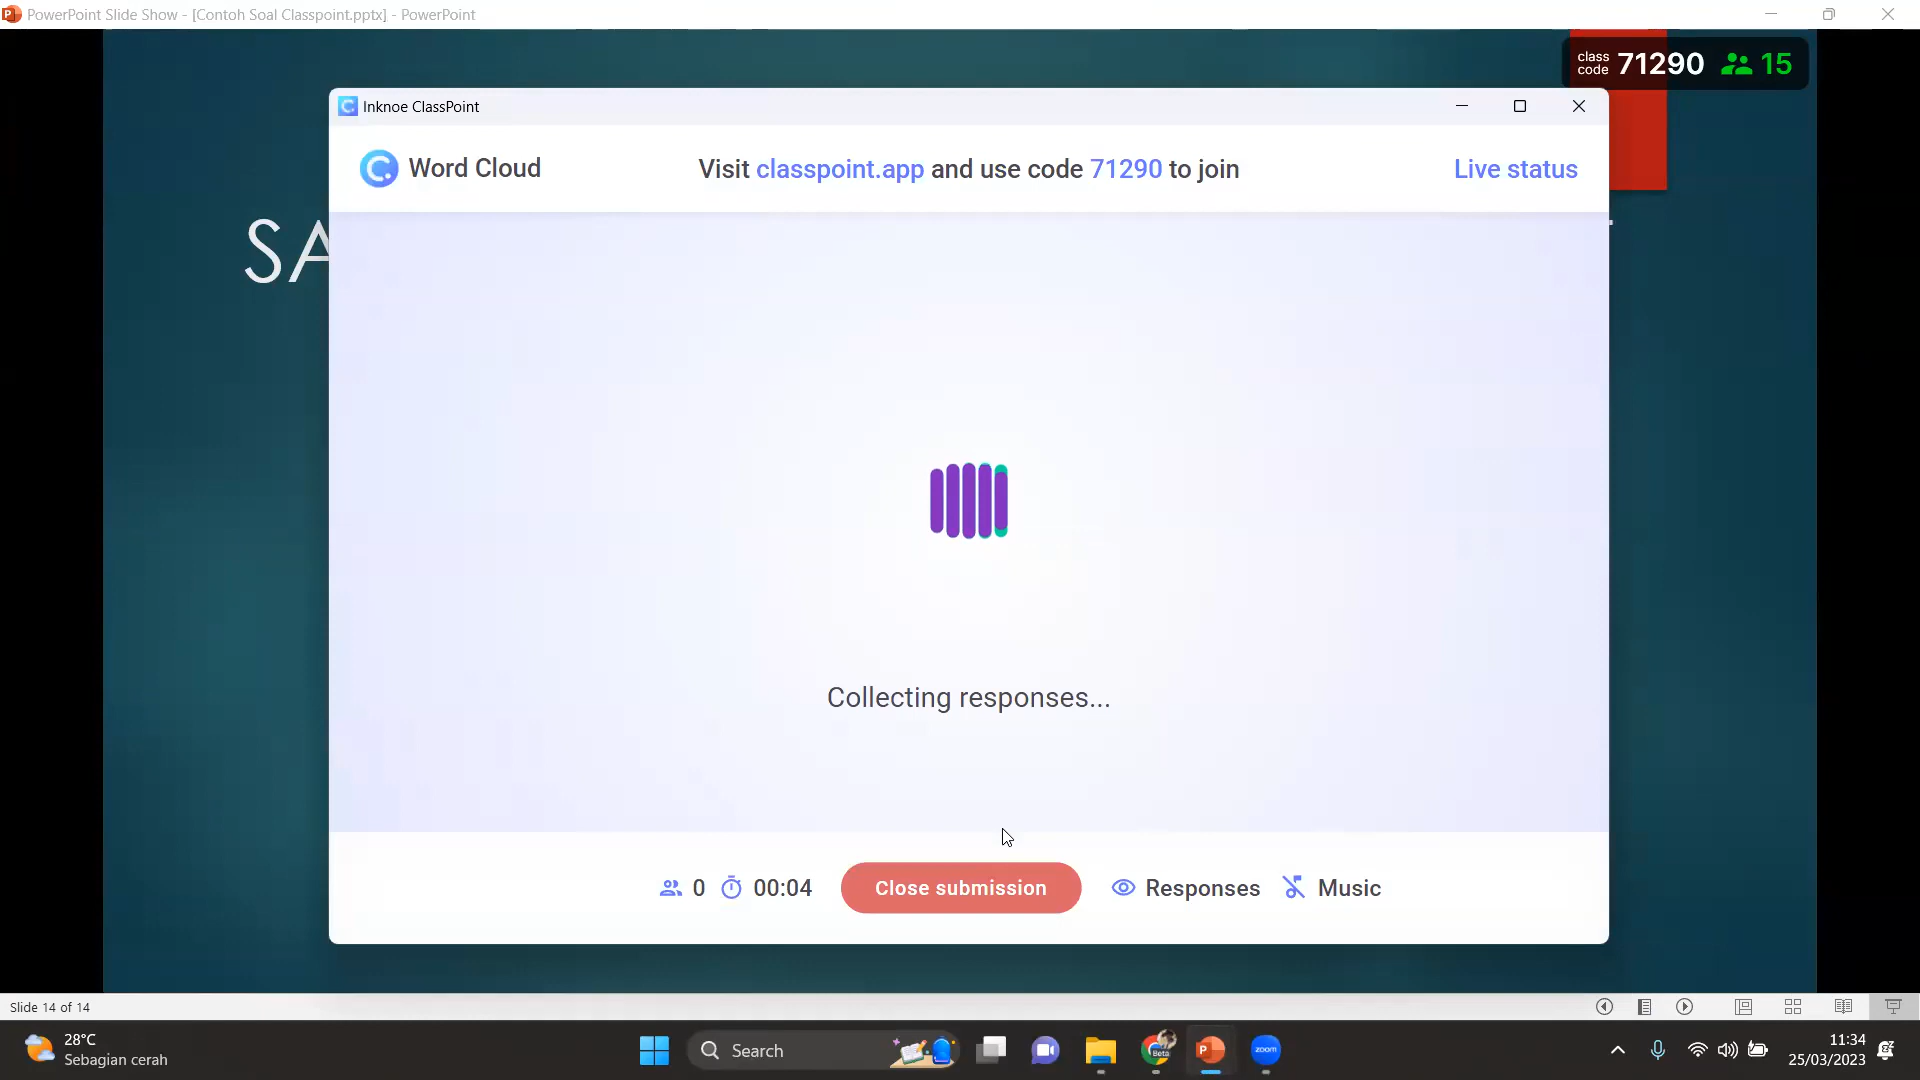 PowerPoint Slide Show - [Contoh Soal Classpoint.pptx] - PowerPoint
class code 71290 15
Inknoe ClassPoint
Word Cloud
Visit classpoint.app and use code 71290 to join
Live status
SA
Collecting responses...
0 00:04 Close submission Responses Music
Slide 14 of 14
28°C
Sebagian cerah
Search
Beta
zoom
11:34
25/03/2023